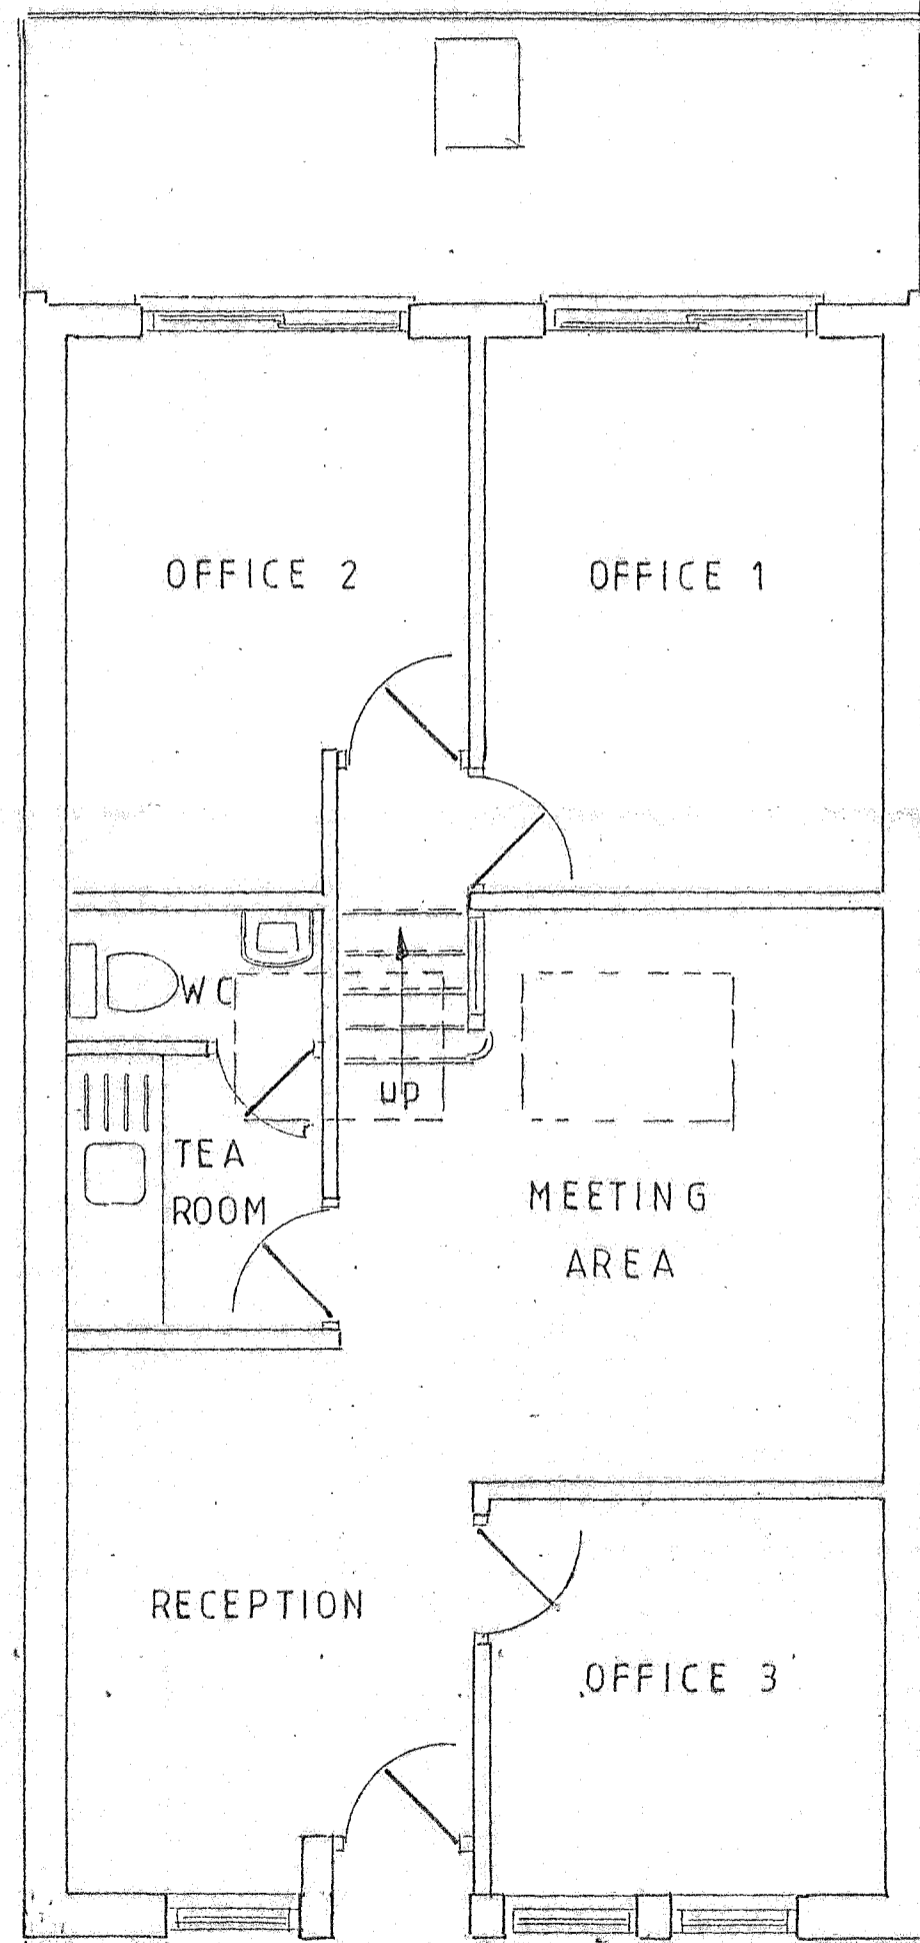 OFFICE 2
OFFICE 1
WC
UP
TEA
ROOM
MEETING
AREA
RECEPTION
OFFICE 3